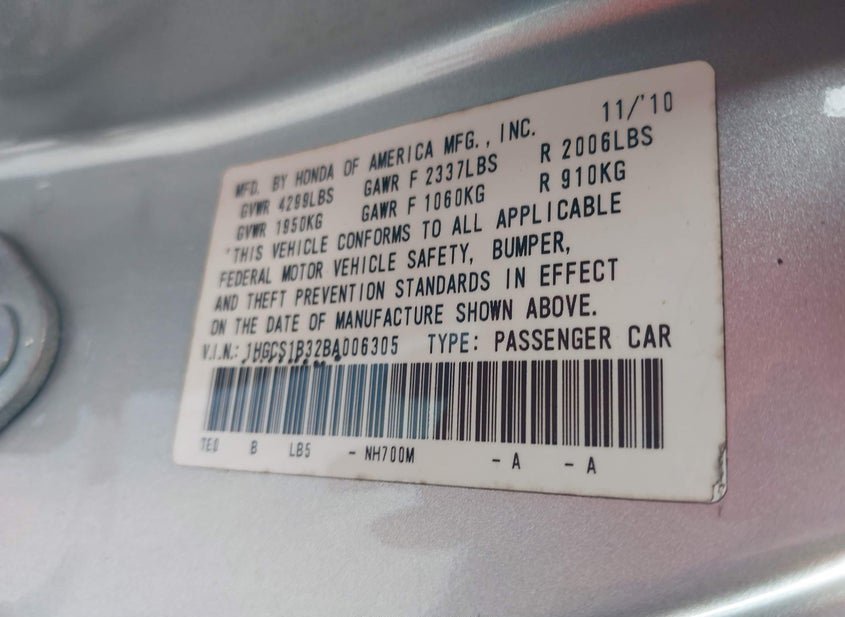 MFD. BY HONDA OF AMERICA MFG., INC. 11/'10
GVWR 4299LBS GAWR F 2337LBS R 2006LBS
GVWR 1950KG GAWR F 1060KG R 910KG
*THIS VEHICLE CONFORMS TO ALL APPLICABLE
FEDERAL MOTOR VEHICLE SAFETY, BUMPER,
AND THEFT PREVENTION STANDARDS IN EFFECT
ON THE DATE OF MANUFACTURE SHOWN ABOVE.
V.I.N.: 1HGCS1B32BA006305 TYPE: PASSENGER CAR
TE0 B LB5 - NH700M - A - A